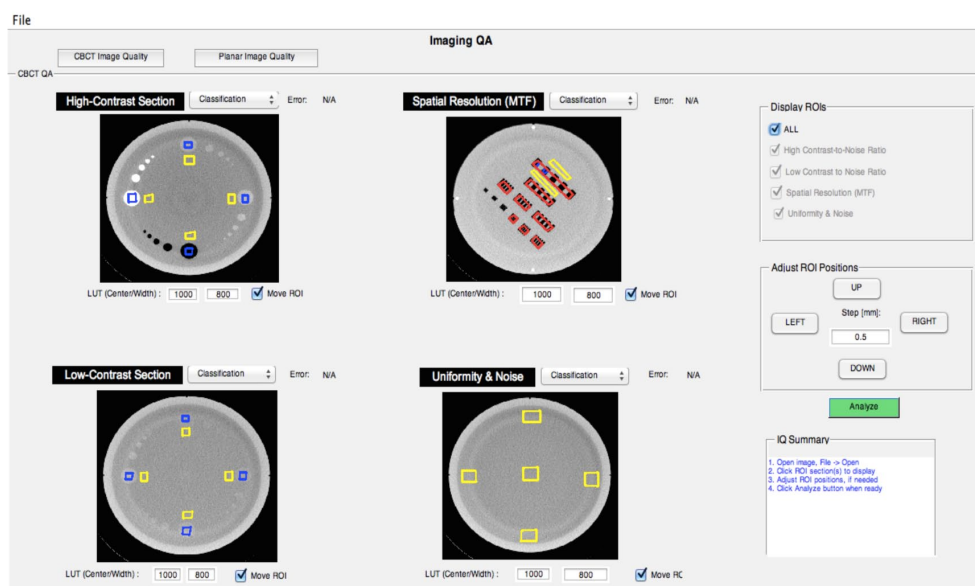 File
Imaging QA
CBCT Image Quality
Planar Image Quality
CBCT QA
High-Contrast Section
Classification
Error:
N/A
Spatial Resolution (MTF)
Classification
Error:
N/A
Display ROIs
ALL
High Contrast-to-Noise Ratio
Low Contrast to Noise Ratio
Spatial Resolution (MTF)
Uniformity & Noise
LUT (Center/Width) :
1000
800
Move ROI
LUT (Center/Width) :
1000
800
Move ROI
Adjust ROI Positions
UP
LEFT
Step [mm]:
RIGHT
0.5
DOWN
Low-Contrast Section
Classification
Error:
N/A
Uniformity & Noise
Classification
Error:
N/A
Analyze
IQ Summary
1. Open image, File -> Open
2. Click ROI section(s) to display
3. Adjust ROI positions, if needed
4. Click Analyze button when ready
LUT (Center/Width) :
1000
800
Move ROI
LUT (Center/Width) :
1000
800
Move RC